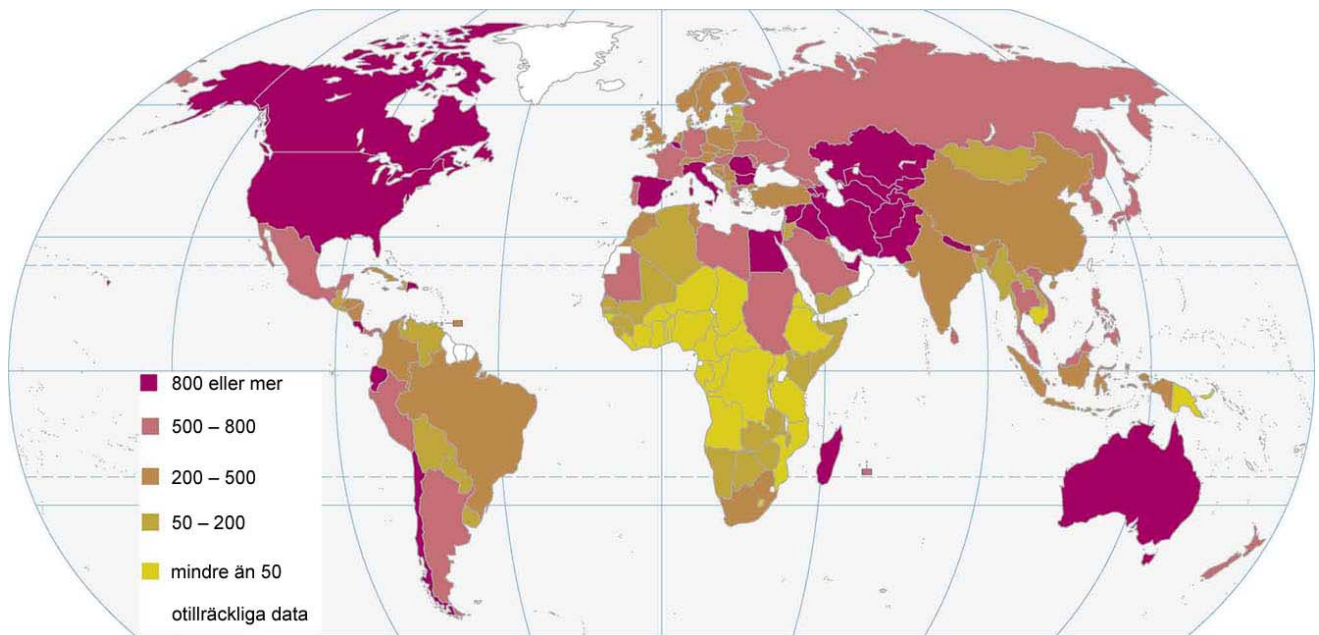 800 eller mer
500 – 800
200 – 500
50 – 200
mindre än 50
otillräckliga data